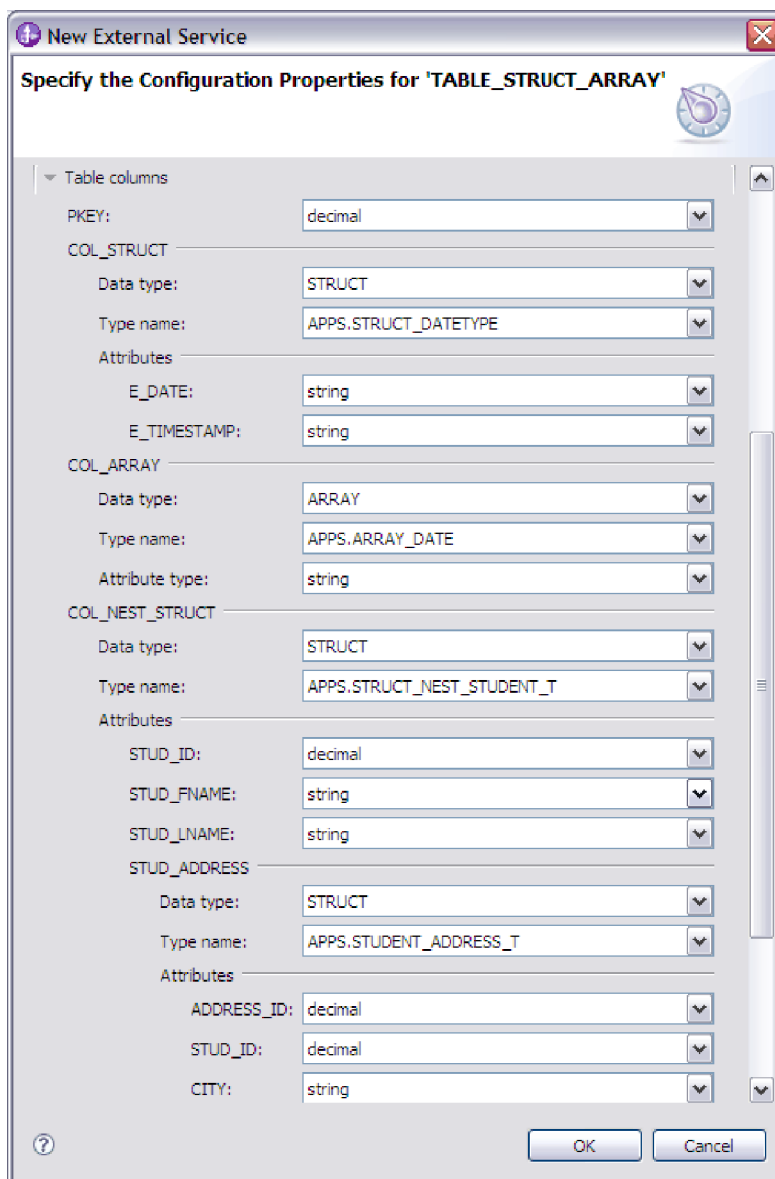 New External Service
Specify the Configuration Properties for 'TABLE_STRUCT_ARRAY'
Table columns
PKEY: decimal
COL_STRUCT
Data type: STRUCT
Type name: APPS.STRUCT_DATETYPE
Attributes
E_DATE: string
E_TIMESTAMP: string
COL_ARRAY
Data type: ARRAY
Type name: APPS.ARRAY_DATE
Attribute type: string
COL_NEST_STRUCT
Data type: STRUCT
Type name: APPS.STRUCT_NEST_STUDENT_T
Attributes
STUD_ID: decimal
STUD_FNAME: string
STUD_LNAME: string
STUD_ADDRESS
Data type: STRUCT
Type name: APPS.STUDENT_ADDRESS_T
Attributes
ADDRESS_ID: decimal
STUD_ID: decimal
CITY: string
? OK Cancel